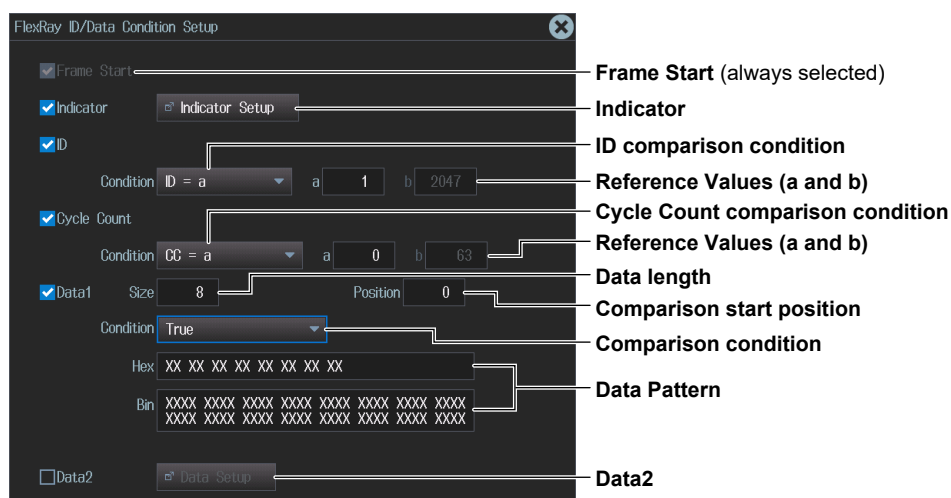 FlexRay ID/Data Condition Setup
Frame Start
Frame Start (always selected)
Indicator
Indicator Setup
Indicator
ID
ID comparison condition
Condition ID = a a 1 b 2047
Reference Values (a and b)
Cycle Count
Cycle Count comparison condition
Condition CC = a a 0 b 63
Reference Values (a and b)
Data1 Size 8 Position 0
Data length
Comparison start position
Condition True
Comparison condition
Hex XX XX XX XX XX XX XX XX
Data Pattern
Bin XXXX XXXX XXXX XXXX XXXX XXXX XXXX XXXX
XXXX XXXX XXXX XXXX XXXX XXXX XXXX XXXX
Data2 Data Setup
Data2